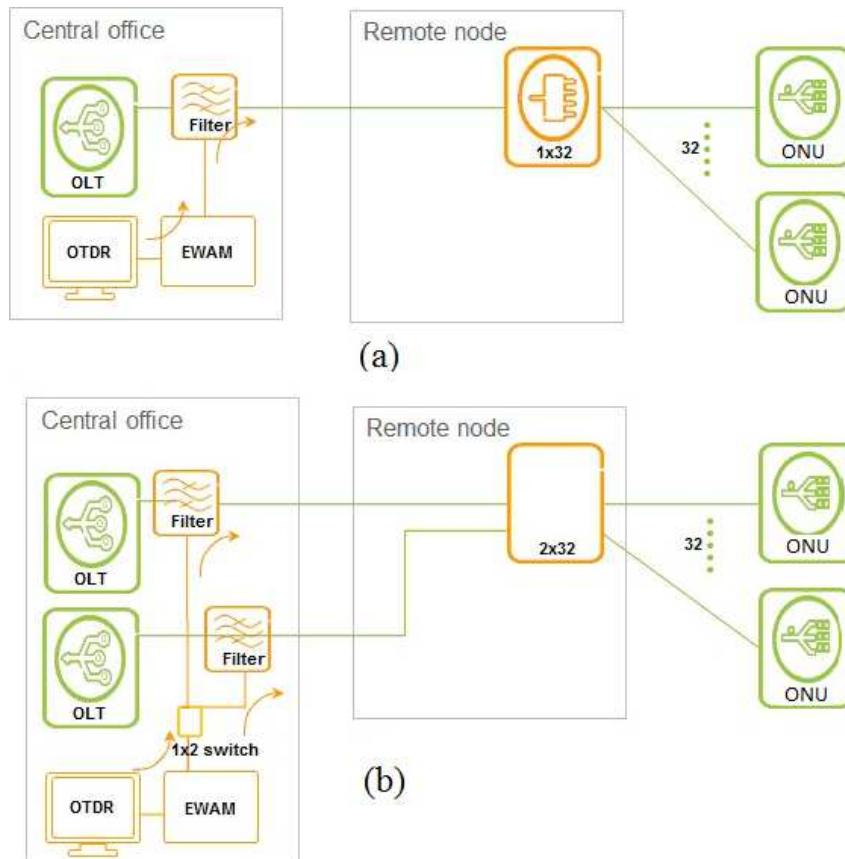 Central office
Remote node
Filter
OLT
1x32
32
ONU
OTDR
EWAM
ONU
(a)
Central office
Remote node
Filter
OLT
2x32
32
ONU
Filter
OLT
ONU
1x2 switch
OTDR
EWAM
(b)